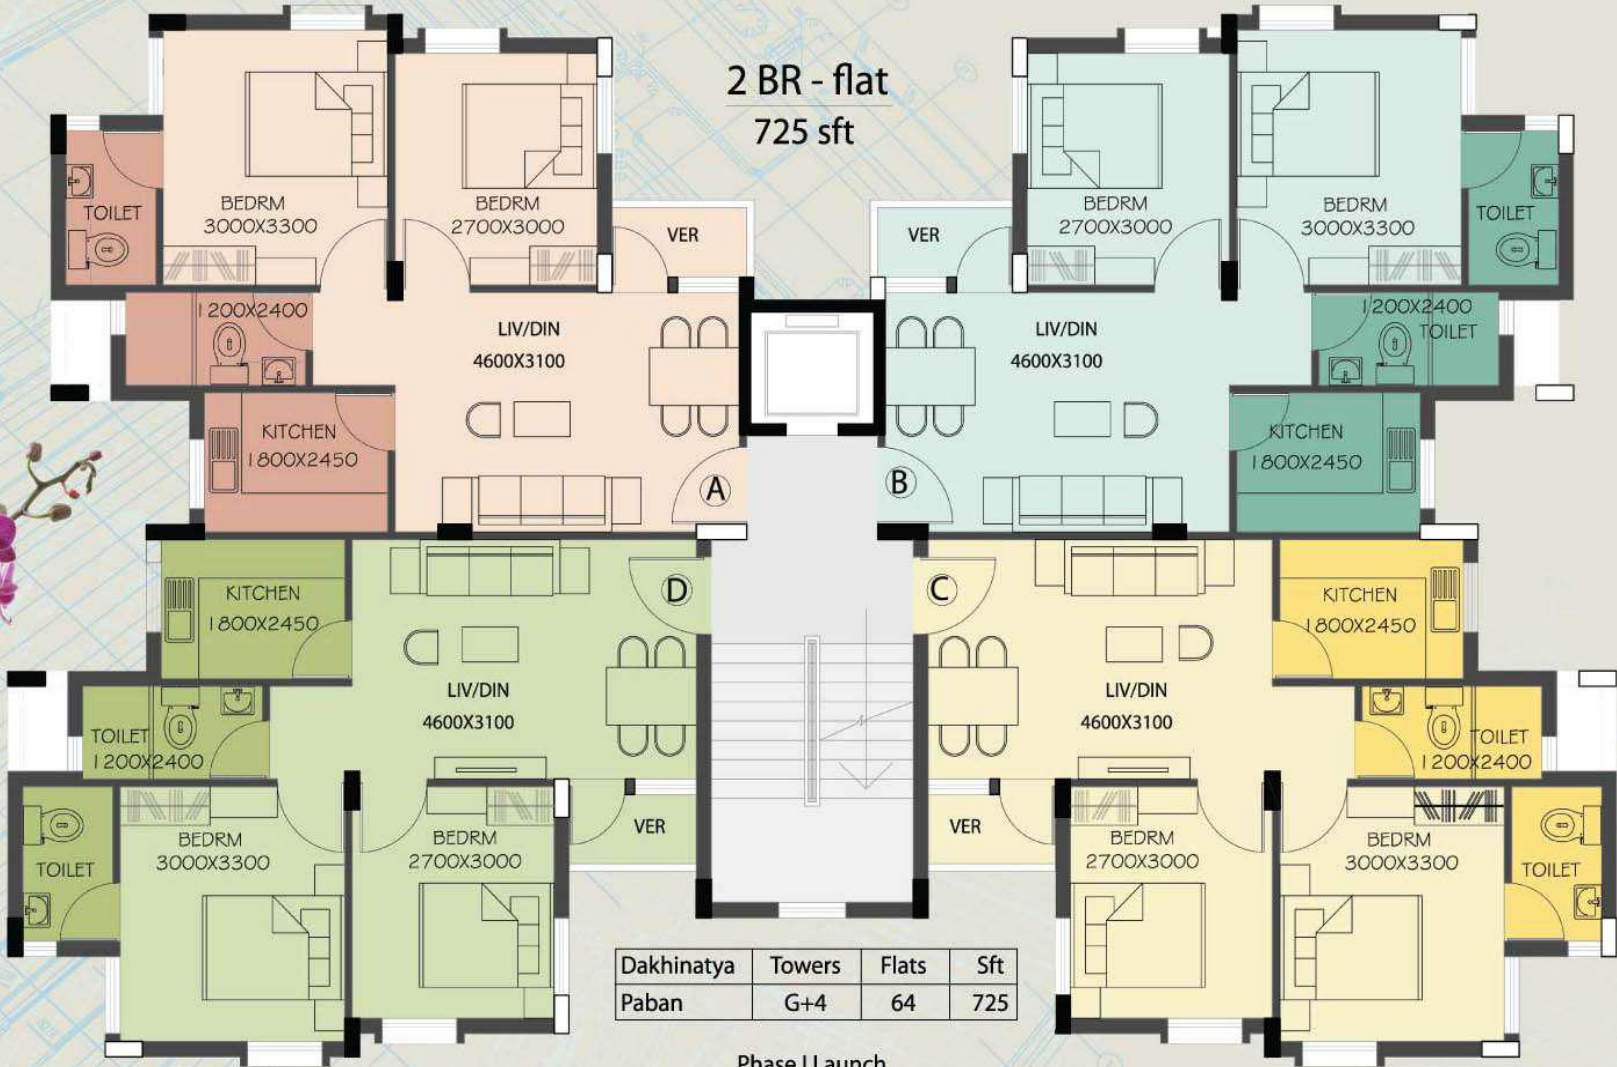 2 BR - flat
725 sft
BEDRM
3000X3300
BEDRM
2700X3000
TOILET
VER
1200X2400
LIV/DIN
4600X3100
KITCHEN
1800X2450
A
BEDRM
2700X3000
BEDRM
3000X3300
TOILET
VER
1200X2400
TOILET
LIV/DIN
4600X3100
KITCHEN
1800X2450
B
KITCHEN
1800X2450
D
LIV/DIN
4600X3100
TOILET
1200X2400
TOILET
BEDRM
3000X3300
BEDRM
2700X3000
VER
C
KITCHEN
1800X2450
LIV/DIN
4600X3100
TOILET
1200X2400
VER
BEDRM
2700X3000
BEDRM
3000X3300
TOILET
Dakhinatya Towers Flats Sft
Paban G+4 64 725
Phase I Launch